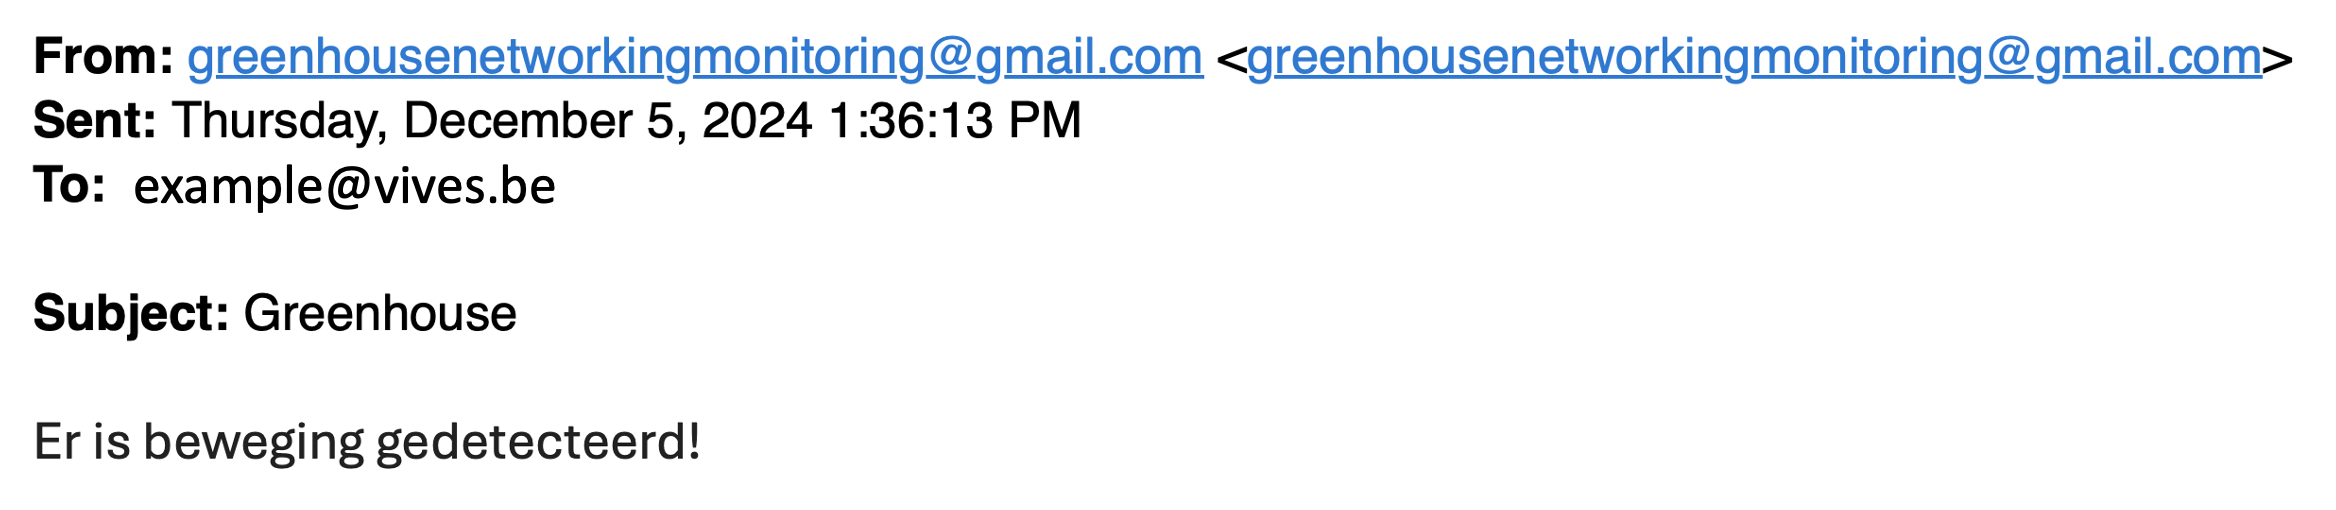 From: greenhousenetworkingmonitoring@gmail.com <greenhousenetworkingmonitoring@gmail.com>
Sent: Thursday, December 5, 2024 1:36:13 PM
To: example@vives.be
Subject: Greenhouse
Er is beweging gedetecteerd!